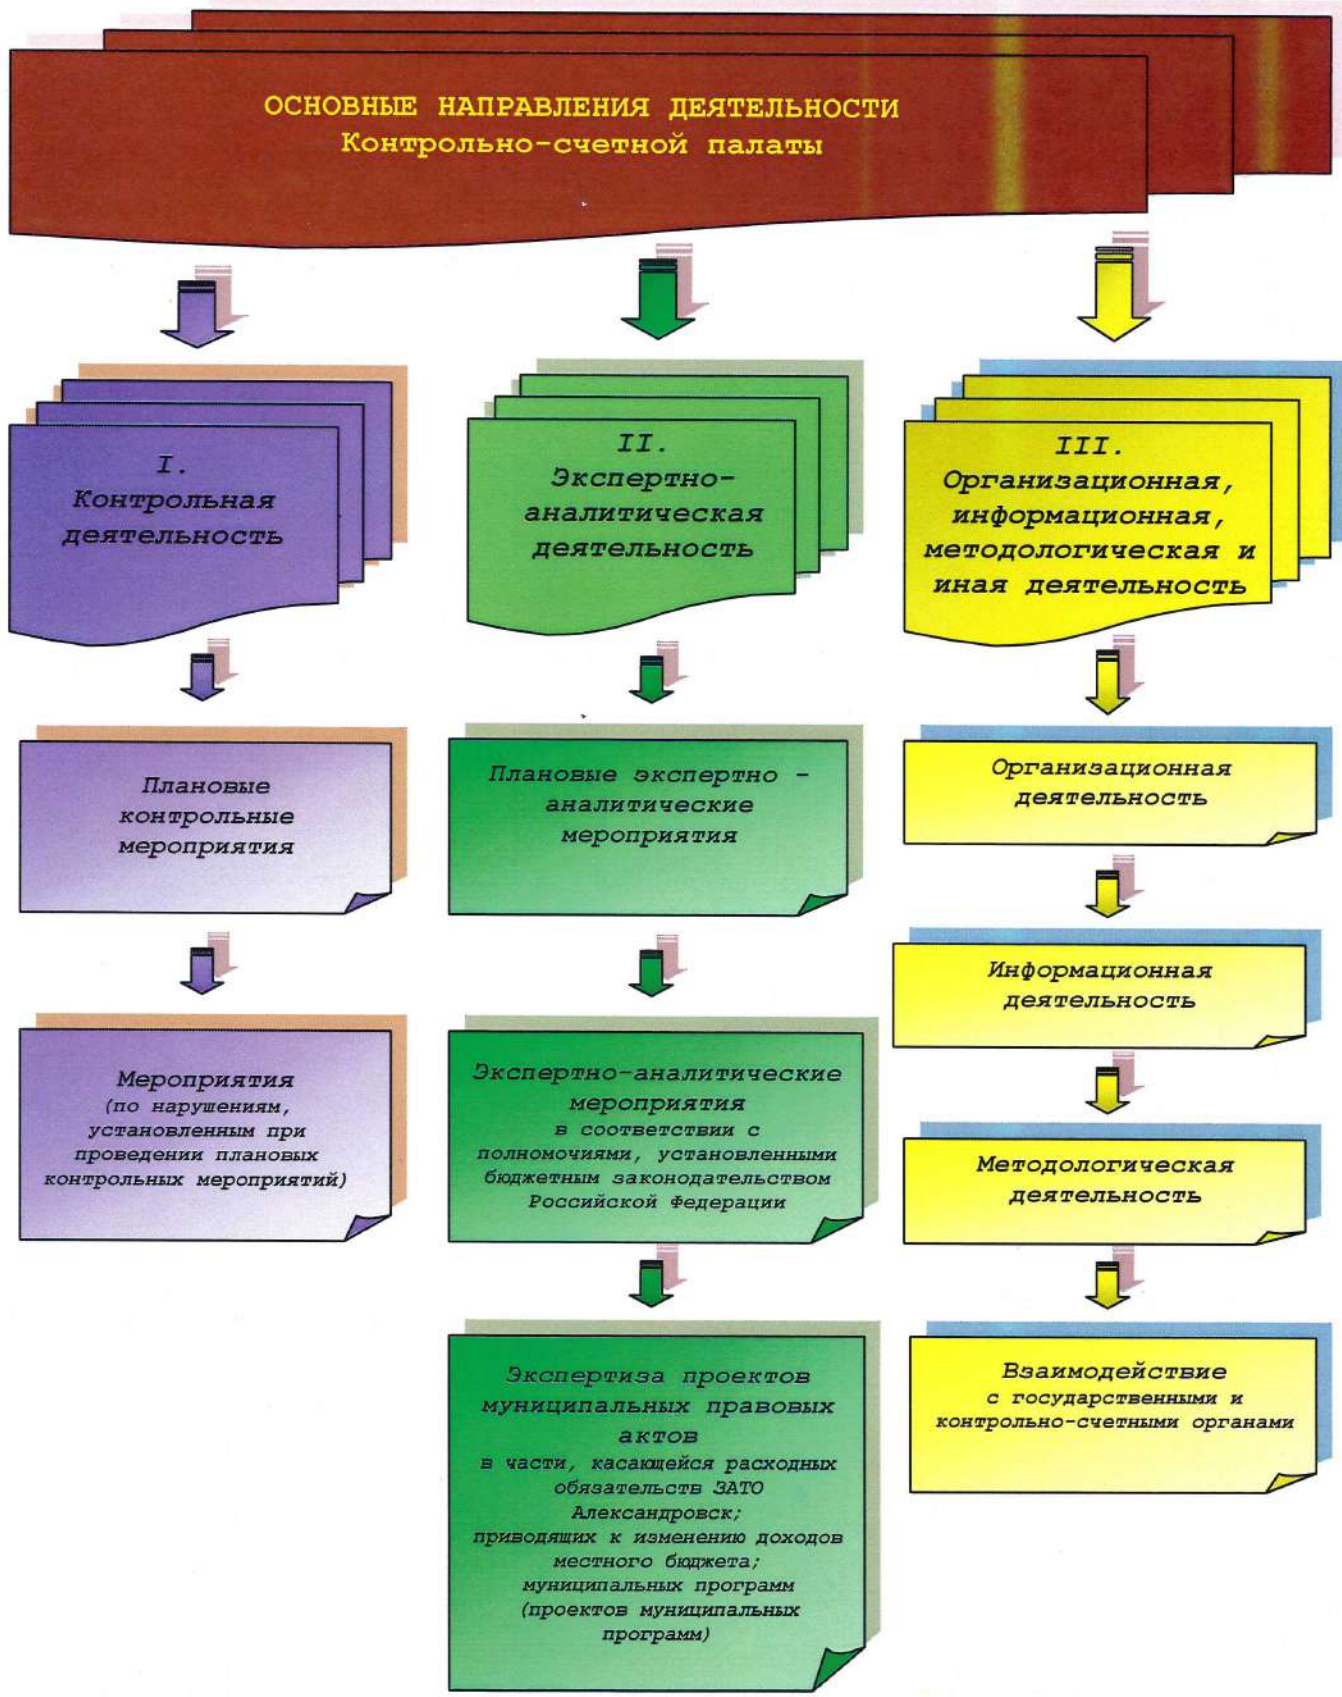 ОСНОВНЫЕ НАПРАВЛЕНИЯ ДЕЯТЕЛЬНОСТИ
Контрольно-счетной палаты
I.
Контрольная
деятельность
Плановые
контрольные
мероприятия
Мероприятия
(по нарушениям,
установленным при
проведении плановых
контрольных мероприятий)
II.
Экспертно-
аналитическая
деятельность
Плановые экспертно -
аналитические
мероприятия
Экспертно-аналитические
мероприятия
в соответствии с
полномочиями, установленными
бюджетным законодательством
Российской Федерации
Экспертиза проектов
муниципальных правовых
актов
в части, касающейся расходных
обязательств ЗАТО
Александровск;
приводящих к изменению доходов
местного бюджета;
муниципальных программ
(проектов муниципальных
программ)
III.
Организационная,
информационная,
методологическая и
иная деятельность
Организационная
деятельность
Информационная
деятельность
Методологическая
деятельность
Взаимодействие
с государственными и
контрольно-счетными органами